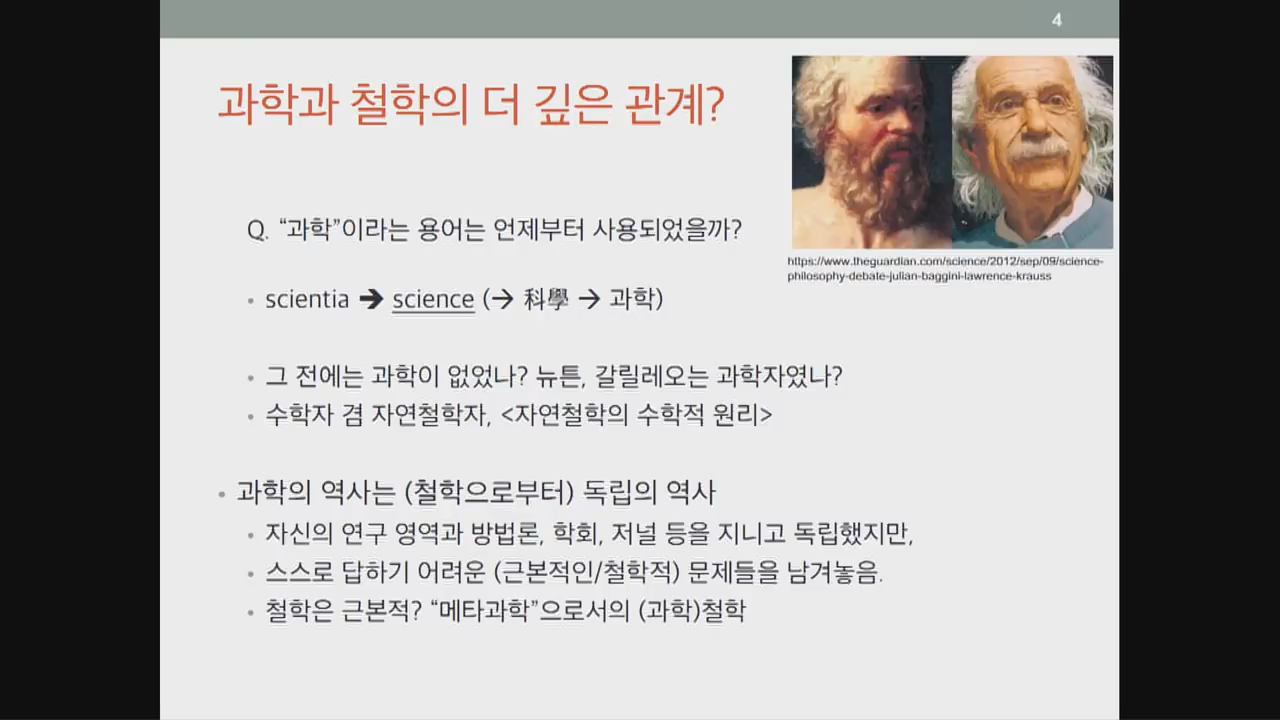 4
과학과 철학의 더 깊은 관계?
https://www.theguardian.com/science/2012/sep/09/science-
philosophy-debate-julian-baggini-lawrence-krauss
Q. “과학”이라는 용어는 언제부터 사용되었을까?
• scientia ➔ science (→ 科學 → 과학)
• 그 전에는 과학이 없었나? 뉴튼, 갈릴레오는 과학자였나?
• 수학자 겸 자연철학자, <자연철학의 수학적 원리>
• 과학의 역사는 (철학으로부터) 독립의 역사
• 자신의 연구 영역과 방법론, 학회, 저널 등을 지니고 독립했지만,
• 스스로 답하기 어려운 (근본적인/철학적) 문제들을 남겨놓음.
• 철학은 근본적? “메타과학”으로서의 (과학)철학